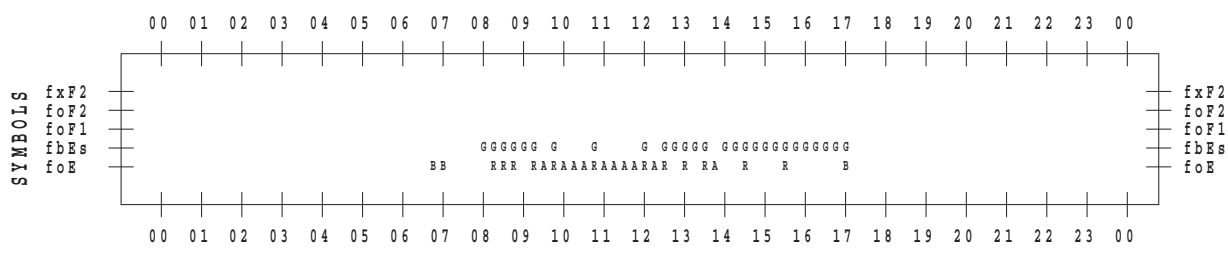 00 01 02 03 04 05 06 07 08 09 10 11 12 13 14 15 16 17 18 19 20 21 22 23 00
SYMBOLS
fxF2 fxF2
foF2 foF2
foF1 foF1
fbEs GGGGGG G G G GGGGG GGGGGGGGGGGGG fbEs
foE BB RRR RARAAARAAAARAR R RA R R B foE
00 01 02 03 04 05 06 07 08 09 10 11 12 13 14 15 16 17 18 19 20 21 22 23 00